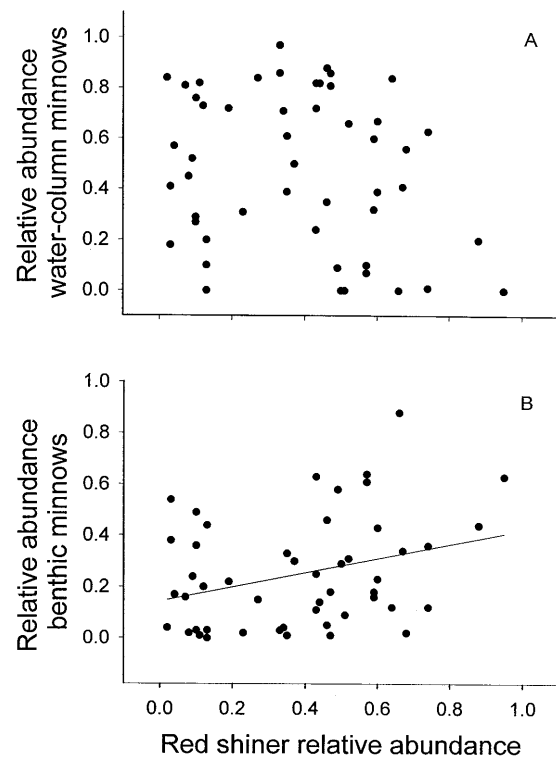 A
Relative abundance
water-column minnows
1.0
0.8
0.6
0.4
0.2
0.0
B
Relative abundance
benthic minnows
1.0
0.8
0.6
0.4
0.2
0.0
0.0 0.2 0.4 0.6 0.8 1.0
Red shiner relative abundance